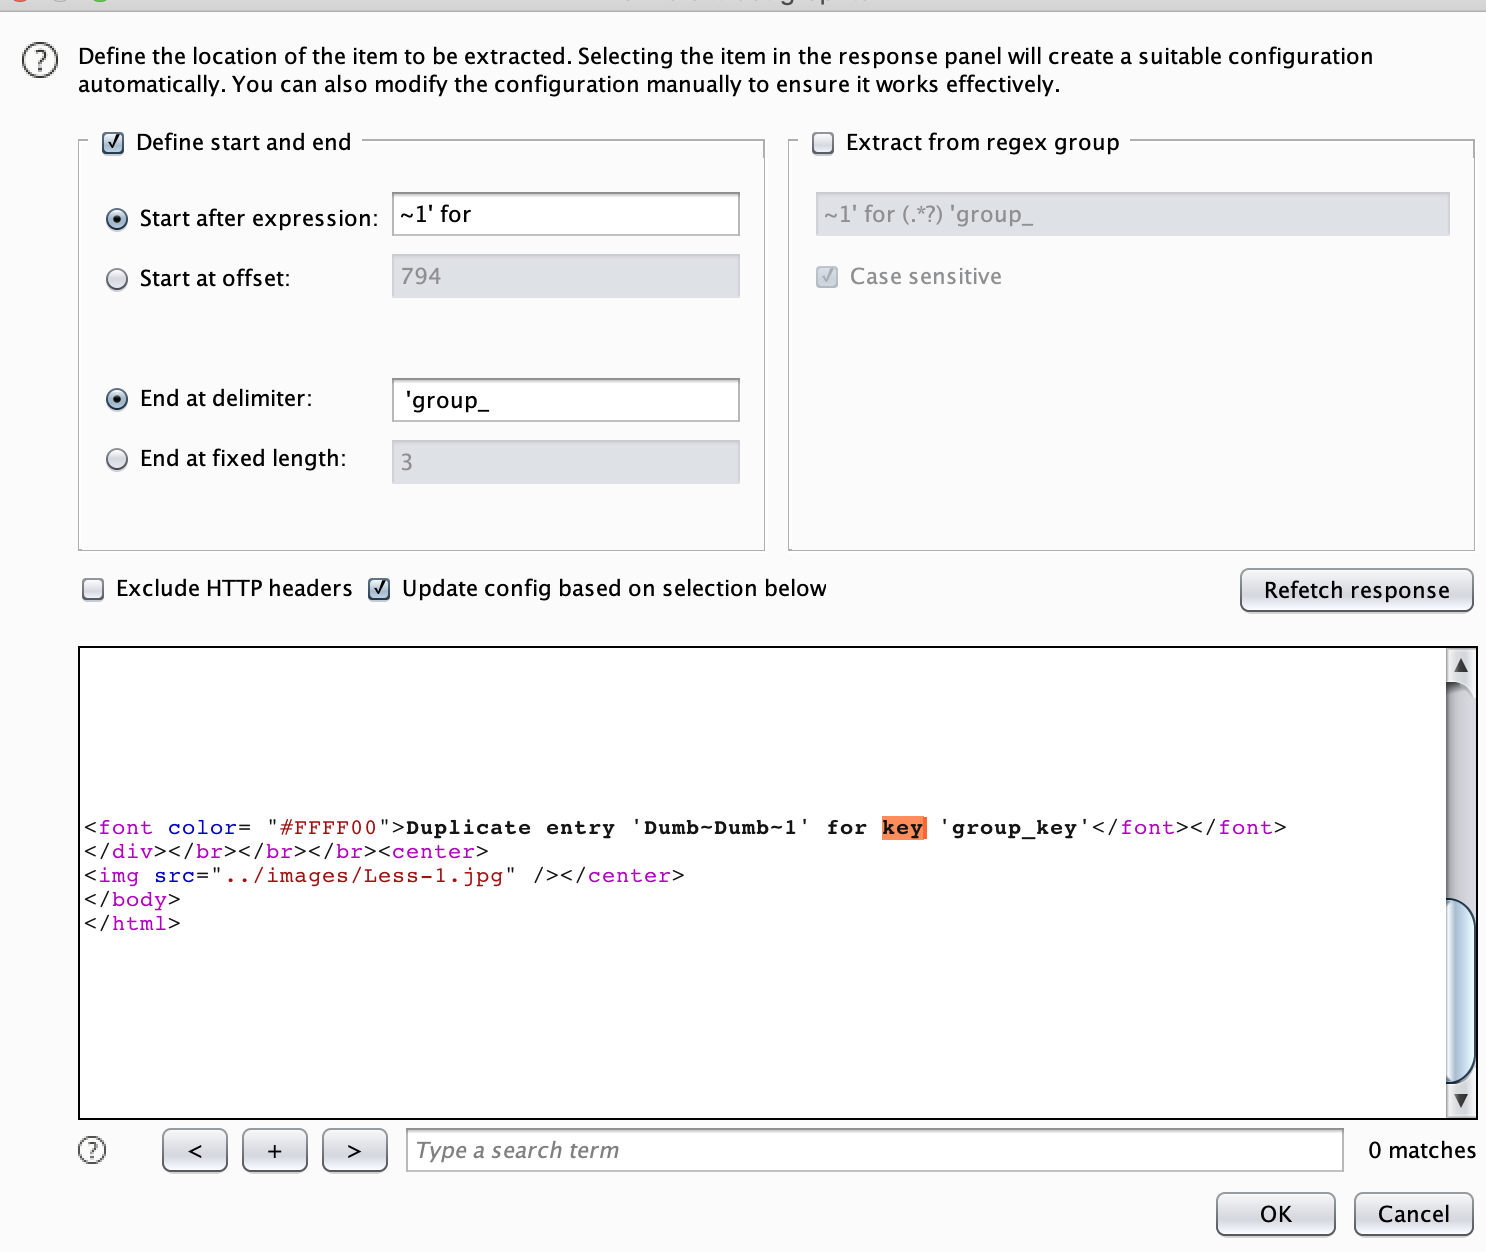 Define the location of the item to be extracted. Selecting the item in the response panel will create a suitable configuration
automatically. You can also modify the configuration manually to ensure it works effectively.
Define start and end
Extract from regex group
Start after expression: ~1' for
~1' for (.*?) 'group_
Start at offset: 794
Case sensitive
End at delimiter: 'group_
End at fixed length: 3
Exclude HTTP headers Update config based on selection below Refetch response
<font color= "#FFFF00">Duplicate entry 'Dumb~Dumb~1' for key 'group_key'</font></font>
</div></br></br></br><center>
<img src="../images/Less-1.jpg" /></center>
</body>
</html>
? < + > Type a search term 0 matches
OK Cancel